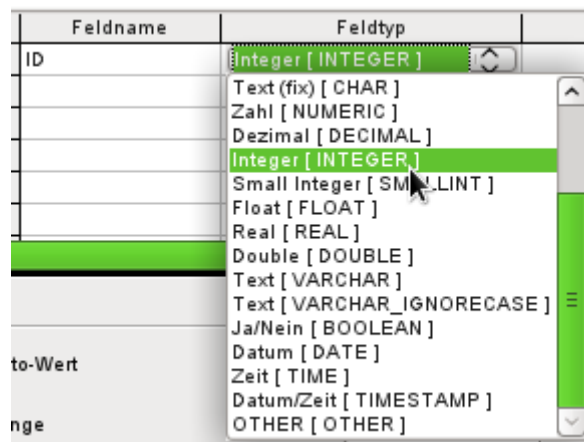 Feldname Feldtyp
ID Integer [ INTEGER ]
Text (fix) [ CHAR ]
Zahl [ NUMERIC ]
Dezimal [ DECIMAL ]
Integer [ INTEGER ]
Small Integer [ SMALLINT ]
Float [ FLOAT ]
Real [ REAL ]
Double [ DOUBLE ]
Text [ VARCHAR ]
Text [ VARCHAR_IGNORECASE ]
Ja/Nein [ BOOLEAN ]
Datum [ DATE ]
to-Wert
Zeit [ TIME ]
Datum/Zeit [ TIMESTAMP ]
nge OTHER [ OTHER ]